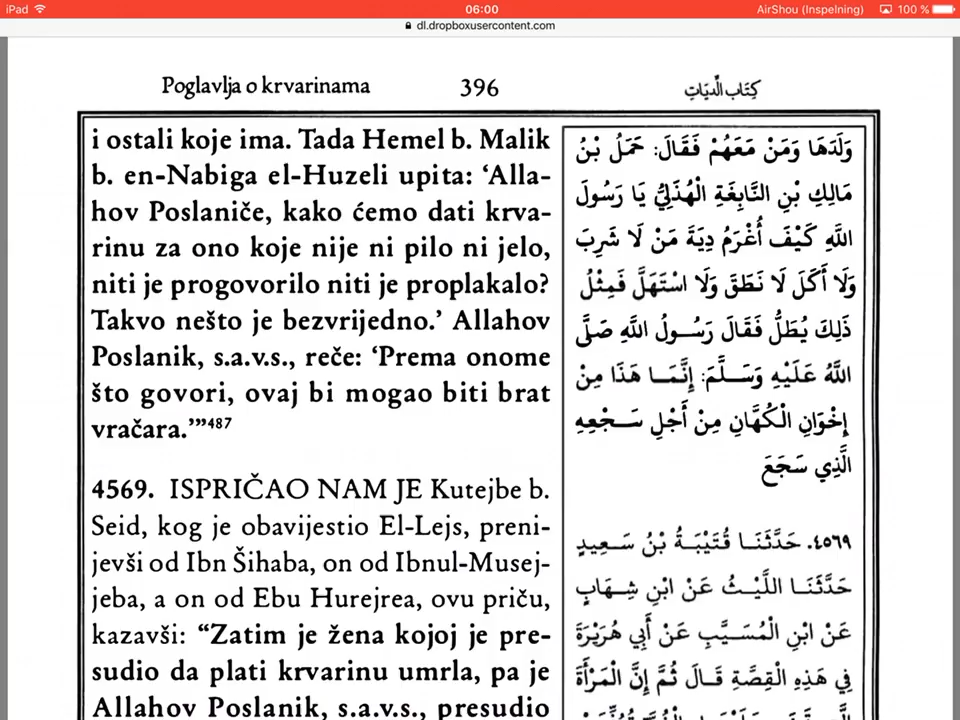 iPad 06:00 AirShou (Inspelning) 100 %
dl.dropboxusercontent.com
Poglavlja o krvarinama 396 كِتَاب الدِّيَاتِ
i ostali koje ima. Tada Hemel b. Malik
b. en-Nabiga el-Huzeli upita: ‘Alla-
hov Poslaniče, kako ćemo dati krva-
rinu za ono koje nije ni pilo ni jelo,
niti je progovorilo niti je proplakalo?
Takvo nešto je bezvrijedno.’ Allahov
Poslanik, s.a.v.s., reče: ‘Prema onome
što govori, ovaj bi mogao biti brat
vračara.’”487
4569. ISPRIČAO NAM JE Kutejbe b.
Seid, kog je obavijestio El-Lejs, preni-
jevši od Ibn Šihaba, on od Ibnul-Musej-
jeba, a on od Ebu Hurejrea, ovu priču,
kazavši: “Zatim je žena kojoj je pre-
sudio da plati krvarinu umrla, pa je
Allahov Poslanik, s.a.v.s., presudio
وَلَدَهَا وَمَنْ مَعَهُمْ فَقَالَ: حَمَلُ بْنُ
مَالِكِ بْنِ النَّابِغَةِ الْهُذَلِيُّ يَا رَسُولَ
اللهِ كَيْفَ أُغْرَمُ دِيَةَ مَنْ لَا شَرِبَ
وَلَا أَكَلَ لَا نَطَقَ وَلَا اسْتَهَلَّ فَمِثْلُ
ذَلِكَ يُطَلُّ فَقَالَ رَسُولُ اللهِ صَلَّى
اللهُ عَلَيْهِ وَسَلَّمَ: إِنَّمَا هَذَا مِنْ
إِخْوَانِ الْكُهَّانِ مِنْ أَجْلِ سَجْعِهِ
الَّذِي سَجَعَ
٤٥٦٩. حَدَّثَنَا قُتَيْبَةُ بْنُ سَعِيدٍ
حَدَّثَنَا اللَّيْثُ عَنْ ابْنِ شِهَابٍ
عَنْ ابْنِ الْمُسَيَّبِ عَنْ أَبِي هُرَيْرَةَ
فِي هَذِهِ الْقِصَّةِ قَالَ ثُمَّ إِنَّ الْمَرْأَةَ